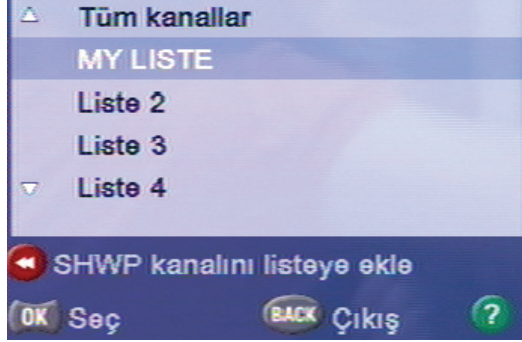 Tüm kanallar
MY LISTE
Liste 2
Liste 3
Liste 4
SHWP kanalını listeye ekle
OK Seç BACK Çıkış ?